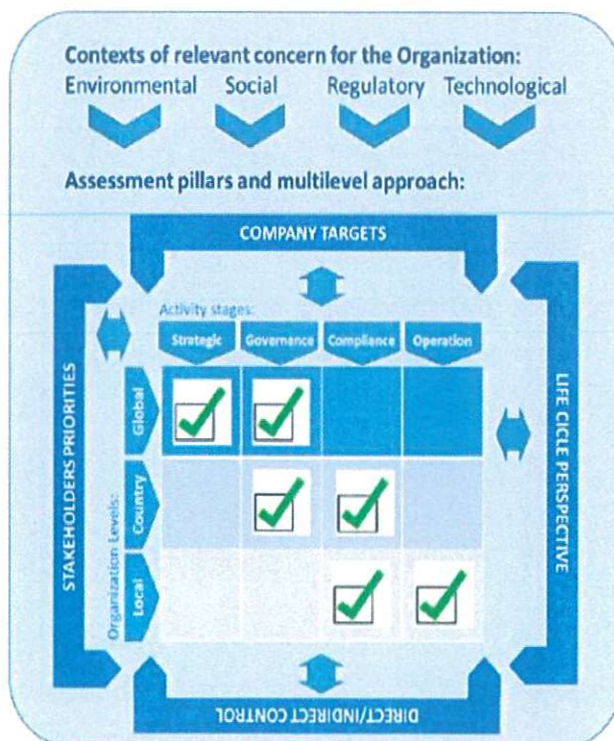 Contexts of relevant concern for the Organization:
Environmental Social Regulatory Technological
Assessment pillars and multilevel approach:
COMPANY TARGETS
Activity stages:
Strategic Governance Compliance Operation
STAKEHOLDERS PRIORITIES
Organization Levels:
Global
Country
Local
LIFE CICLE PERSPECTIVE
DIRECT/INDIRECT CONTROL